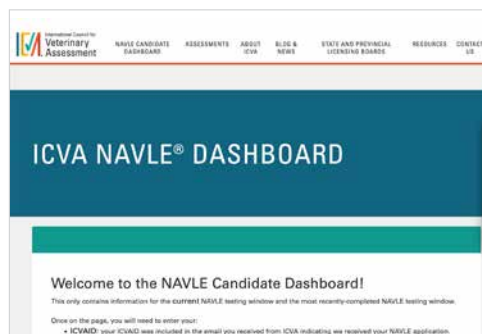 International Council for
Veterinary
Assessment
NAVLE CANDIDATE
DASHBOARD
ASSESSMENTS
ABOUT
ICVA
BLOG &
NEWS
STATE AND PROVINCIAL
LICENSING BOARDS
RESOURCES
CONTACT
US
ICVA NAVLE® DASHBOARD
Welcome to the NAVLE Candidate Dashboard!
This only contains information for the current NAVLE testing window and the most recently-completed NAVLE testing window.
Once on the page, you will need to enter your:
• ICVAID: your ICVAID was included in the email you received from ICVA indicating we received your NAVLE application.